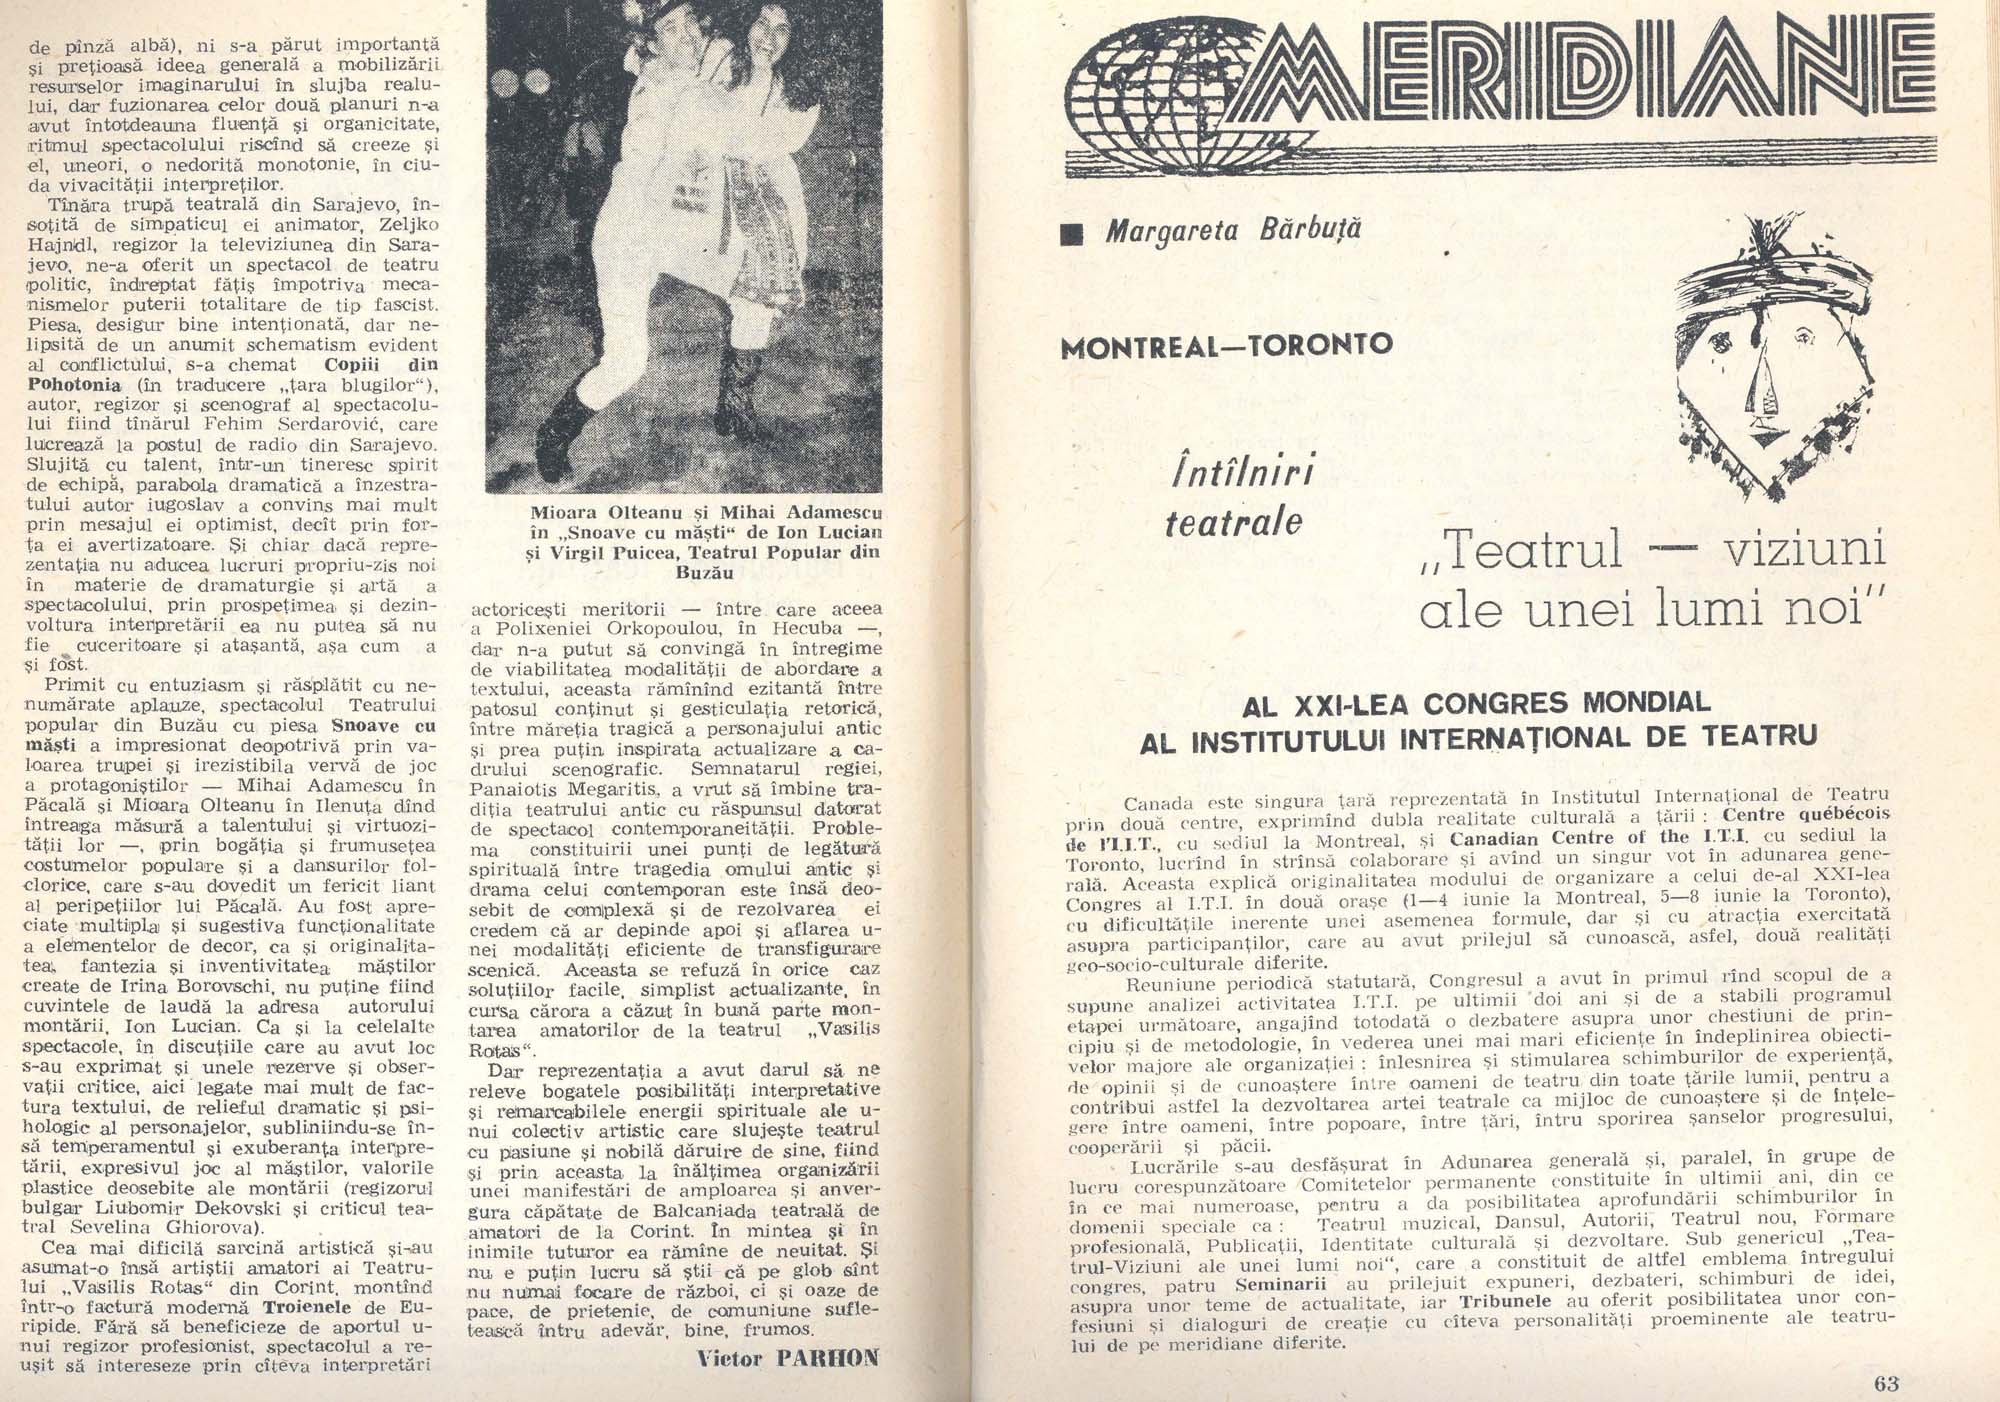 de pînză albă), ni s-a părut importantă
și prețioasă ideea generală a mobilizării
resurselor imaginarului în slujba realu-
lui, dar fuzionarea celor două planuri n-a
avut întotdeauna fluență și organicitate,
ritmul spectacolului riscînd să creeze și
el, uneori, o nedorită monotonie, în ciu-
da vivacității interpreților.
Tînăra trupă teatrală din Sarajevo, în-
soțită de simpaticul ei animator, Zeljko
Hajndl, regizor la televiziunea din Sara-
jevo, ne-a oferit un spectacol de teatru
politic, îndreptat fățiș împotriva meca-
nismelor puterii totalitare de tip fascist.
Piesa, desigur bine intenționată, dar ne-
lipsită de un anumit schematism evident
al conflictului, s-a chemat Copiii din
Pohotonia (în traducere „țara blugilor“),
autor, regizor și scenograf al spectacolu-
lui fiind tînărul Fehim Serdarović, care
lucrează la postul de radio din Sarajevo.
Slujită cu talent, într-un tineresc spirit
de echipă, parabola dramatică a înzestra-
tului autor iugoslav a convins mai mult
prin mesajul ei optimist, decît prin for-
ța ei avertizatoare. Și chiar dacă repre-
zentația nu aducea lucruri propriu-zis noi
în materie de dramaturgie și artă a
spectacolului, prin prospețimea și dezin-
voltura interpretării ea nu putea să nu
fie cuceritoare și atașantă, așa cum a
și fost.
Primit cu entuziasm și răsplătit cu ne-
numărate aplauze, spectacolul Teatrului
popular din Buzău cu piesa Snoave cu
măști a impresionat deopotrivă prin va-
loarea trupei și irezistibila vervă de joc
a protagoniștilor — Mihai Adamescu în
Păcală și Mioara Olteanu în Ilenuța dînd
întreaga măsură a talentului și virtuozi-
tății lor —, prin bogăția și frumusețea
costumelor populare și a dansurilor fol-
clorice, care s-au dovedit un fericit liant
al peripețiilor lui Păcală. Au fost apre-
ciate multipla și sugestiva funcționalitate
a elementelor de decor, ca și originalita-
tea, fantezia și inventivitatea măștilor
create de Irina Borovschi, nu puține fiind
cuvintele de laudă la adresa autorului
montării, Ion Lucian. Ca și la celelalte
spectacole, în discuțiile care au avut loc
s-au exprimat și unele rezerve și obser-
vații critice, aici legate mai mult de fac-
tura textului, de relieful dramatic și psi-
hologic al personajelor, subliniindu-se în-
să temperamentul și exuberanța interpre-
tării, expresivul joc al măștilor, valorile
plastice deosebite ale montării (regizorul
bulgar Liubomir Dekovski și criticul tea-
tral Sevelina Ghiorova).
Cea mai dificilă sarcină artistică și-au
asumat-o însă artiștii amatori ai Teatru-
lui „Vasilis Rotas“ din Corint, montînd
într-o factură modernă Troienele de Eu-
ripide. Fără să beneficieze de aportul u-
nui regizor profesionist, spectacolul a re-
ușit să intereseze prin cîteva interpretări
Mioara Olteanu și Mihai Adamescu
în „Snoave cu măști“ de Ion Lucian
și Virgil Puicea, Teatrul Popular din
Buzău
actoricești meritorii — între care aceea
a Polixeniei Orkopoulou, în Hecuba —,
dar n-a putut să convingă în întregime
de viabilitatea modalității de abordare a
textului, aceasta rămînînd ezitantă între
patosul conținut și gesticulația retorică,
între măreția tragică a personajului antic
și prea puțin inspirata actualizare a ca-
drului scenografic. Semnatarul regiei,
Panaiotis Megaritis, a vrut să îmbine tra-
diția teatrului antic cu răspunsul datorat
de spectacol contemporaneității. Proble-
ma constituirii unei punți de legătură
spirituală între tragedia omului antic și
drama celui contemporan este însă deo-
sebit de complexă și de rezolvarea ei
credem că ar depinde apoi și aflarea u-
nei modalități eficiente de transfigurare
scenică. Aceasta se refuză în orice caz
soluțiilor facile, simplist actualizante, în
cursa cărora a căzut în bună parte mon-
tarea amatorilor de la teatrul „Vasilis
Rotas“.
Dar reprezentația a avut darul să ne
releve bogatele posibilități interpretative
și remarcabilele energii spirituale ale u-
nui colectiv artistic care slujește teatrul
cu pasiune și nobilă dăruire de sine, fiind
și prin aceasta la înălțimea organizării
unei manifestări de amploarea și anver-
gura căpătate de Balcaniada teatrală de
amatori de la Corint. În mintea și în
inimile tuturor ea rămîne de neuitat. Și
nu e puțin lucru să știi că pe glob sînt
nu numai focare de război, ci și oaze de
pace, de prietenie, de comuniune sufle-
tească întru adevăr, bine, frumos.
Victor PARHON
MERIDIANE
■ Margareta Bărbuță
MONTREAL—TORONTO
Întîlniri
teatrale
„Teatrul — viziuni
ale unei lumi noi”
AL XXI-LEA CONGRES MONDIAL
AL INSTITUTULUI INTERNAȚIONAL DE TEATRU
Canada este singura țară reprezentată în Institutul Internațional de Teatru
prin două centre, exprimînd dubla realitate culturală a țării : Centre québécois
de l'I.I.T., cu sediul la Montreal, și Canadian Centre of the I.T.I. cu sediul la
Toronto, lucrînd în strînsă colaborare și avînd un singur vot în adunarea gene-
rală. Aceasta explică originalitatea modului de organizare a celui de-al XXI-lea
Congres al I.T.I. în două orașe (1—4 iunie la Montreal, 5—8 iunie la Toronto),
cu dificultățile inerente unei asemenea formule, dar și cu atracția exercitată
asupra participanților, care au avut prilejul să cunoască, asfel, două realități
geo-socio-culturale diferite.
Reuniune periodică statutară, Congresul a avut în primul rînd scopul de a
supune analizei activitatea I.T.I. pe ultimii doi ani și de a stabili programul
etapei următoare, angajînd totodată o dezbatere asupra unor chestiuni de prin-
cipiu și de metodologie, în vederea unei mai mari eficiențe în îndeplinirea obiecti-
velor majore ale organizației : înlesnirea și stimularea schimburilor de experiență,
de opinii și de cunoaștere între oameni de teatru din toate țările lumii, pentru a
contribui astfel la dezvoltarea artei teatrale ca mijloc de cunoaștere și de înțele-
gere între oameni, între popoare, între țări, întru sporirea șanselor progresului,
cooperării și păcii.
Lucrările s-au desfășurat în Adunarea generală și, paralel, în grupe de
lucru corespunzătoare Comitetelor permanente constituite în ultimii ani, din ce
în ce mai numeroase, pentru a da posibilitatea aprofundării schimburilor în
domenii speciale ca : Teatrul muzical, Dansul, Autorii, Teatrul nou, Formare
profesională, Publicații, Identitate culturală și dezvoltare. Sub genericul „Tea-
trul-Viziuni ale unei lumi noi“, care a constituit de altfel emblema întregului
congres, patru Seminarii au prilejuit expuneri, dezbateri, schimburi de idei,
asupra unor teme de actualitate, iar Tribunele au oferit posibilitatea unor con-
fesiuni și dialoguri de creație cu cîteva personalități proeminente ale teatru-
lui de pe meridiane diferite.
63